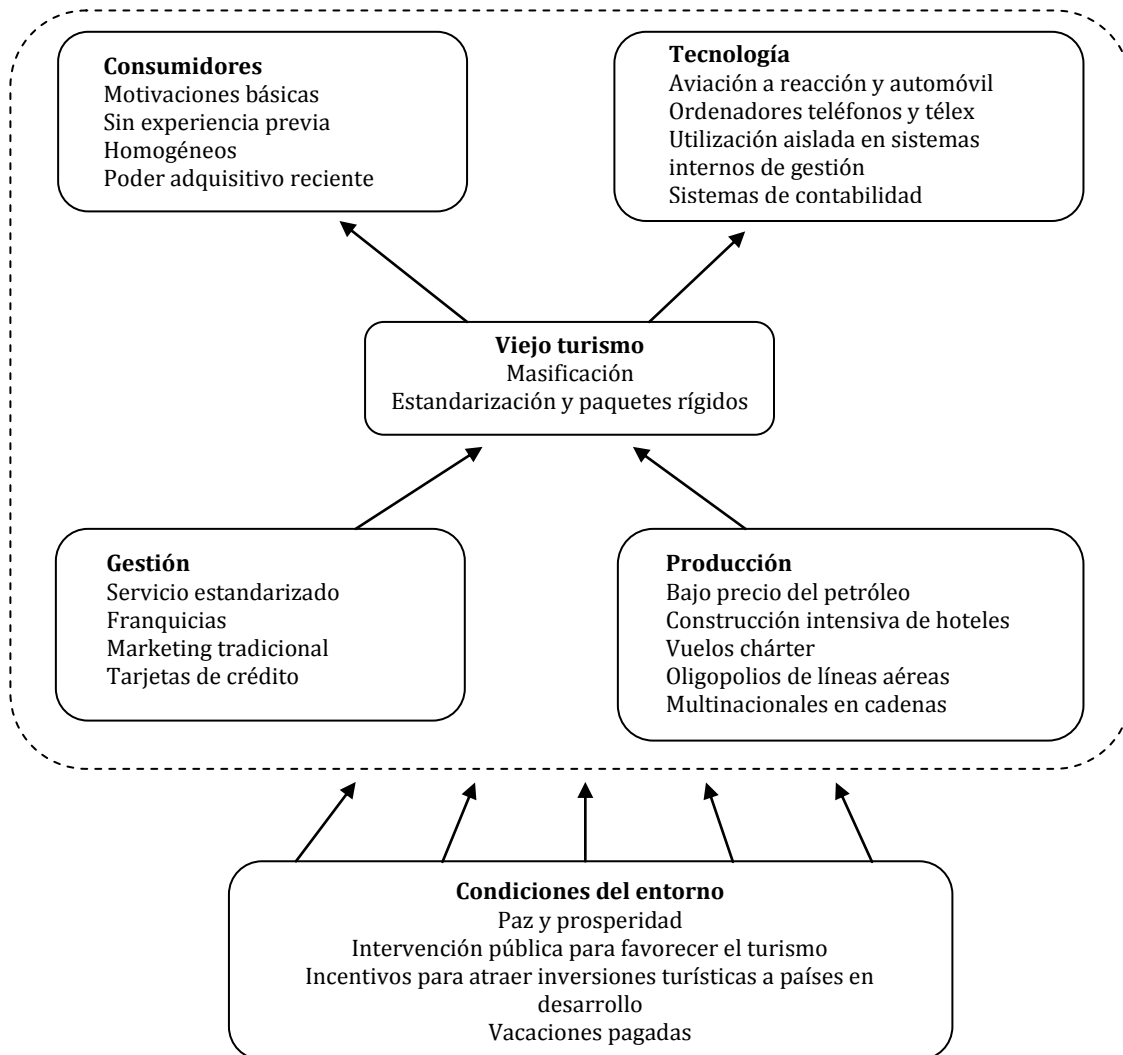 Consumidores
Motivaciones básicas
Sin experiencia previa
Homogéneos
Poder adquisitivo reciente
Tecnología
Aviación a reacción y automóvil
Ordenadores teléfonos y télex
Utilización aislada en sistemas
internos de gestión
Sistemas de contabilidad
Viejo turismo
Masificación
Estandarización y paquetes rígidos
Gestión
Servicio estandarizado
Franquicias
Marketing tradicional
Tarjetas de crédito
Producción
Bajo precio del petróleo
Construcción intensiva de hoteles
Vuelos chárter
Oligopolios de líneas aéreas
Multinacionales en cadenas
Condiciones del entorno
Paz y prosperidad
Intervención pública para favorecer el turismo
Incentivos para atraer inversiones turísticas a países en
desarrollo
Vacaciones pagadas